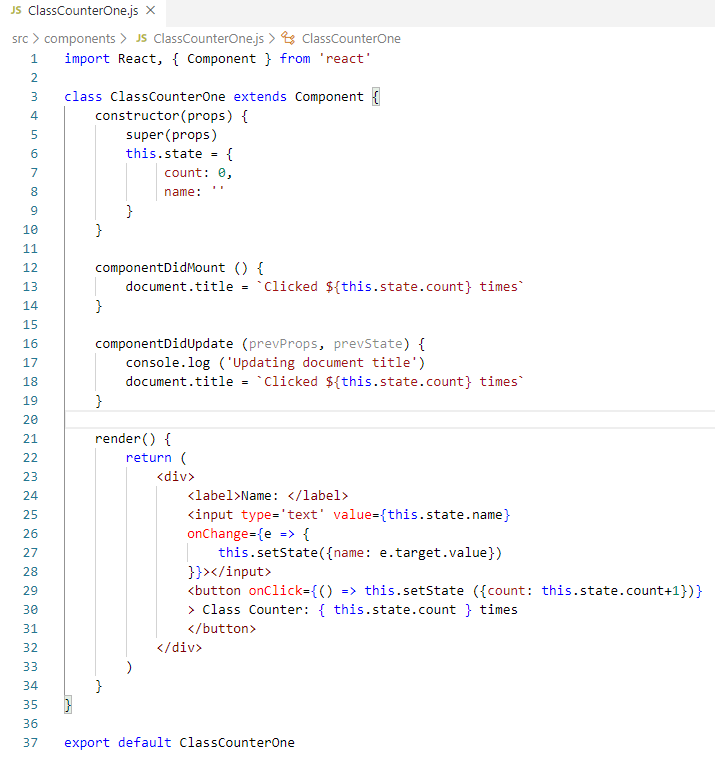 JS ClassCounterOne.js ×
src > components > JS ClassCounterOne.js > ClassCounterOne
1 import React, { Component } from 'react'
2
3 class ClassCounterOne extends Component {
4     constructor(props) {
5         super(props)
6         this.state = {
7             count: 0,
8             name: ''
9         }
10     }
11
12     componentDidMount () {
13         document.title = `Clicked ${this.state.count} times`
14     }
15
16     componentDidUpdate (prevProps, prevState) {
17         console.log ('Updating document title')
18         document.title = `Clicked ${this.state.count} times`
19     }
20
21     render() {
22         return (
23             <div>
24                 <label>Name: </label>
25                 <input type='text' value={this.state.name}
26                 onChange={e => {
27                     this.setState({name: e.target.value})
28                 }}></input>
29                 <button onClick={() => this.setState ({count: this.state.count+1})}
30                 > Class Counter: { this.state.count } times
31                 </button>
32             </div>
33         )
34     }
35 }
36
37 export default ClassCounterOne